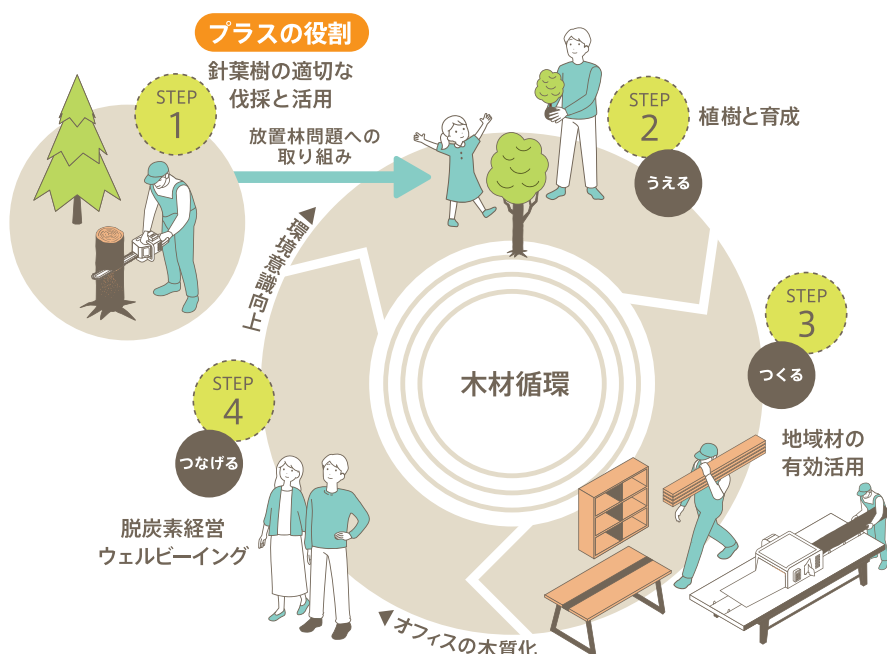 プラスの役割
STEP
1
針葉樹の適切な
伐採と活用
放置林問題への
取り組み
STEP
2
植樹と育成
うえる
STEP
3
つくる
地域材の
有効活用
オフィスの木質化
STEP
4
つなげる
脱炭素経営
ウェルビーイング
環境意識向上
木材循環